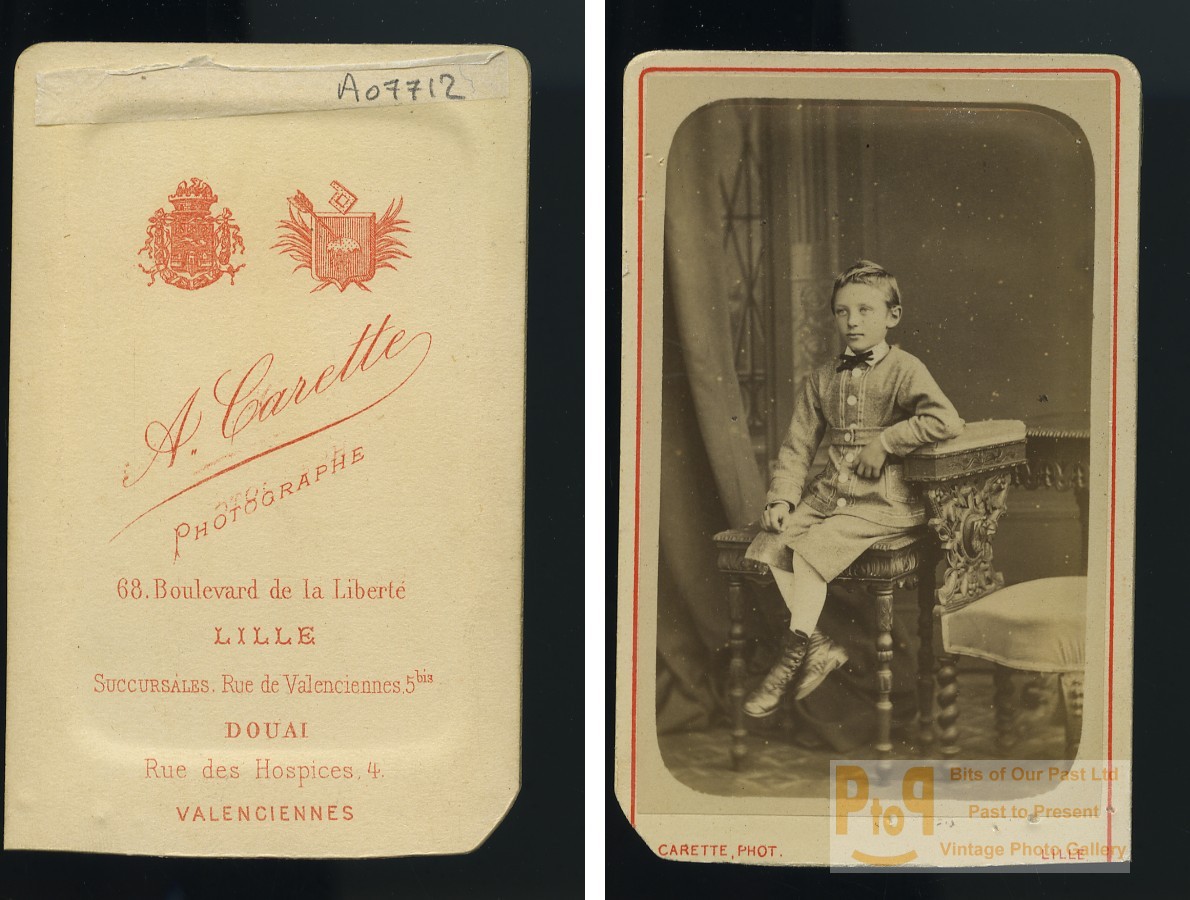 A07712
A. Carette
PHOTOGRAPHE
68. Boulevard de la Liberté
LILLE
SUCCURSALES. Rue de Valenciennes, 5bis
DOUAI
Rue des Hospices, 4.
VALENCIENNES
CARETTE, PHOT.
LILLE
PtoP
Bits of Our Past Ltd
Past to Present
Vintage Photo Gallery